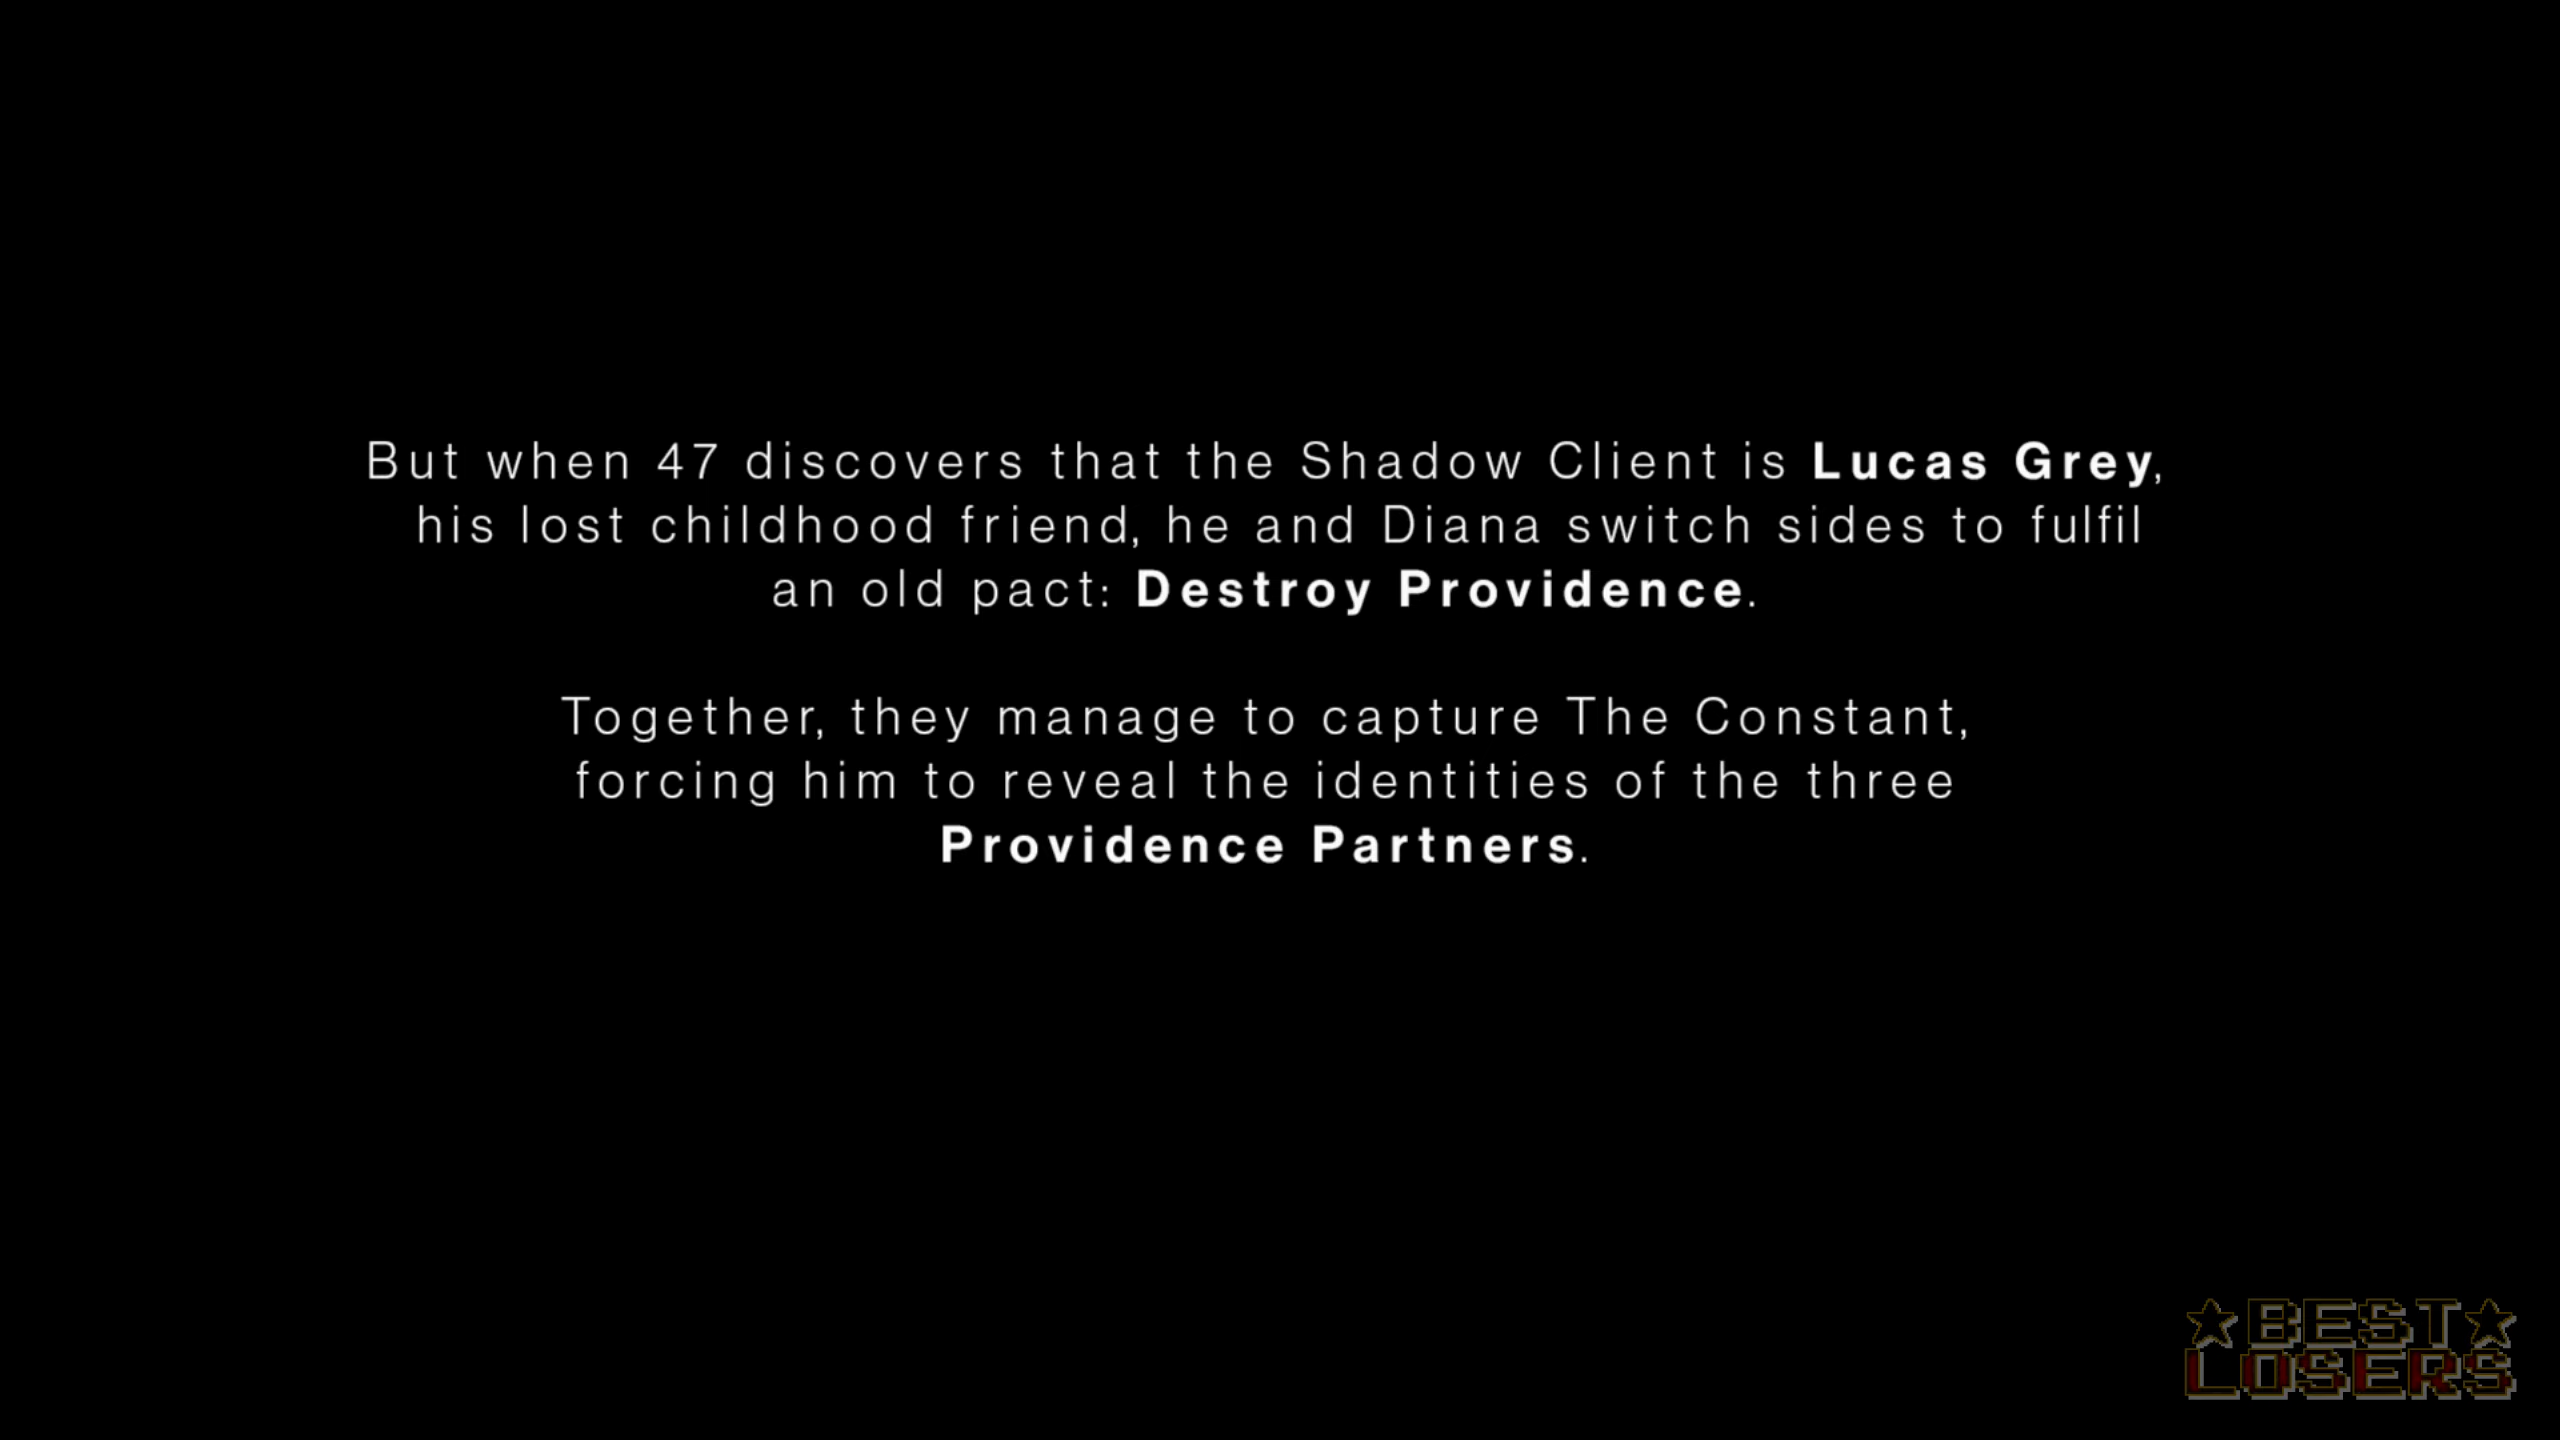 But when 47 discovers that the Shadow Client is Lucas Grey,
his lost childhood friend, he and Diana switch sides to fulfil
an old pact: Destroy Providence.
Together, they manage to capture The Constant,
forcing him to reveal the identities of the three
Providence Partners.
BEST
LOSERS